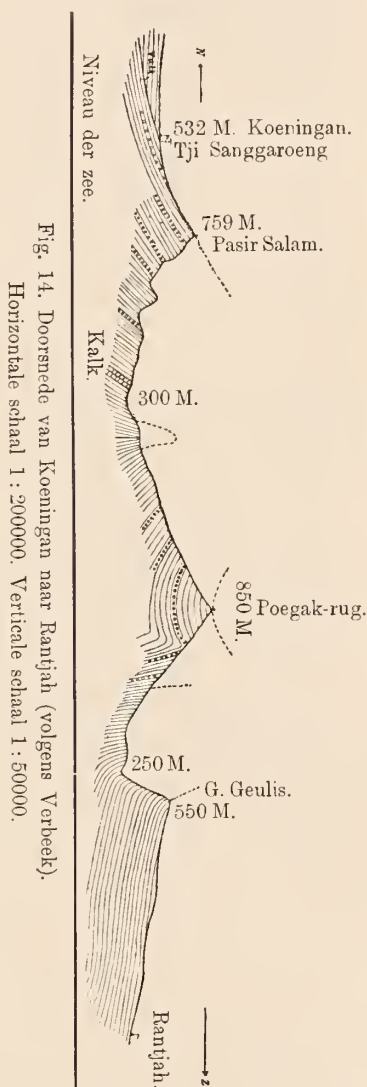 N
Tufa
532 M. Koeningan.
Tji Sanggaroeng
759 M.
Pasir Salam.
300 M.
850 M.
Poegak-rug.
250 M.
G. Geulis.
550 M.
Rantjah.
Z
Niveau der zee.
Kalk.
Fig. 14. Doorsnede van Koeningan naar Rantjah (volgens Verbeek).
Horizontale schaal 1:200000. Verticale schaal 1:50000.